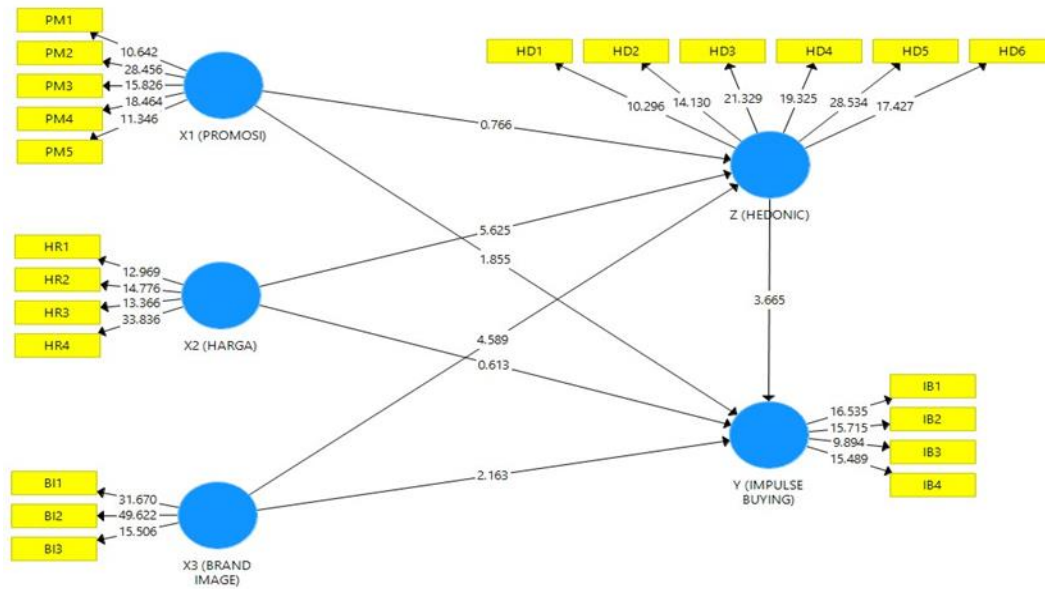 PM1
PM2
PM3
PM4
PM5
10.642
28.456
15.826
18.464
11.346
X1 (PROMOSI)
HD1
HD2
HD3
HD4
HD5
HD6
10.296
14.130
21.329
19.325
28.534
17.427
Z (HEDONIC)
0.766
5.625
1.855
3.665
HR1
HR2
HR3
HR4
12.969
14.776
13.366
33.836
X2 (HARGA)
4.589
0.613
2.163
BI1
BI2
BI3
31.670
49.622
15.506
X3 (BRAND
IMAGE)
Y (IMPULSE
BUYING)
16.535
15.715
9.894
15.489
IB1
IB2
IB3
IB4